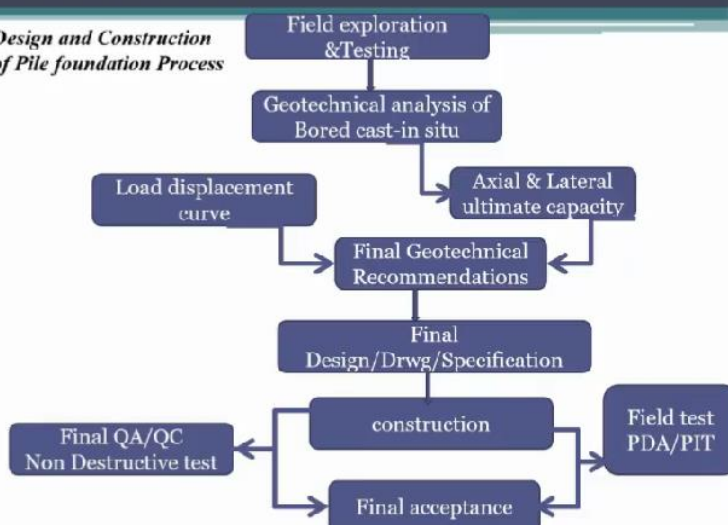 Design and Construction
of Pile foundation Process
Field exploration
&Testing
Geotechnical analysis of
Bored cast-in situ
Load displacement
curve
Axial & Lateral
ultimate capacity
Final Geotechnical
Recommendations
Final
Design/Drwg/Specification
construction
Final QA/QC
Non Destructive test
Field test
PDA/PIT
Final acceptance